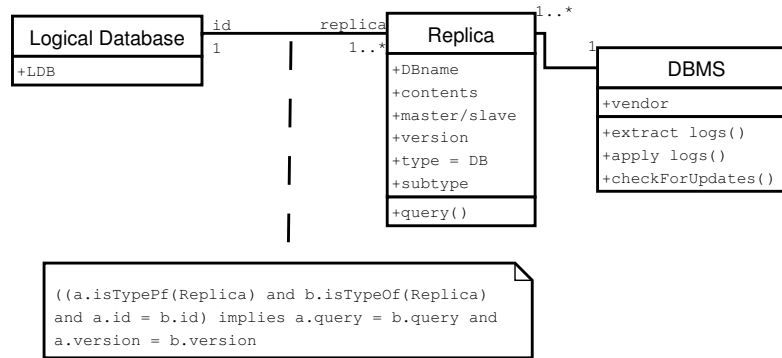 Logical Database
+LDB
id
1
replica
1..*
Replica
+DBname
+contents
+master/slave
+version
+type = DB
+subtype
+query()
1..*
1
DBMS
+vendor
+extract logs()
+apply logs()
+checkForUpdates()
((a.isTypePf(Replica) and b.isTypeOf(Replica)
and a.id = b.id) implies a.query = b.query and
a.version = b.version